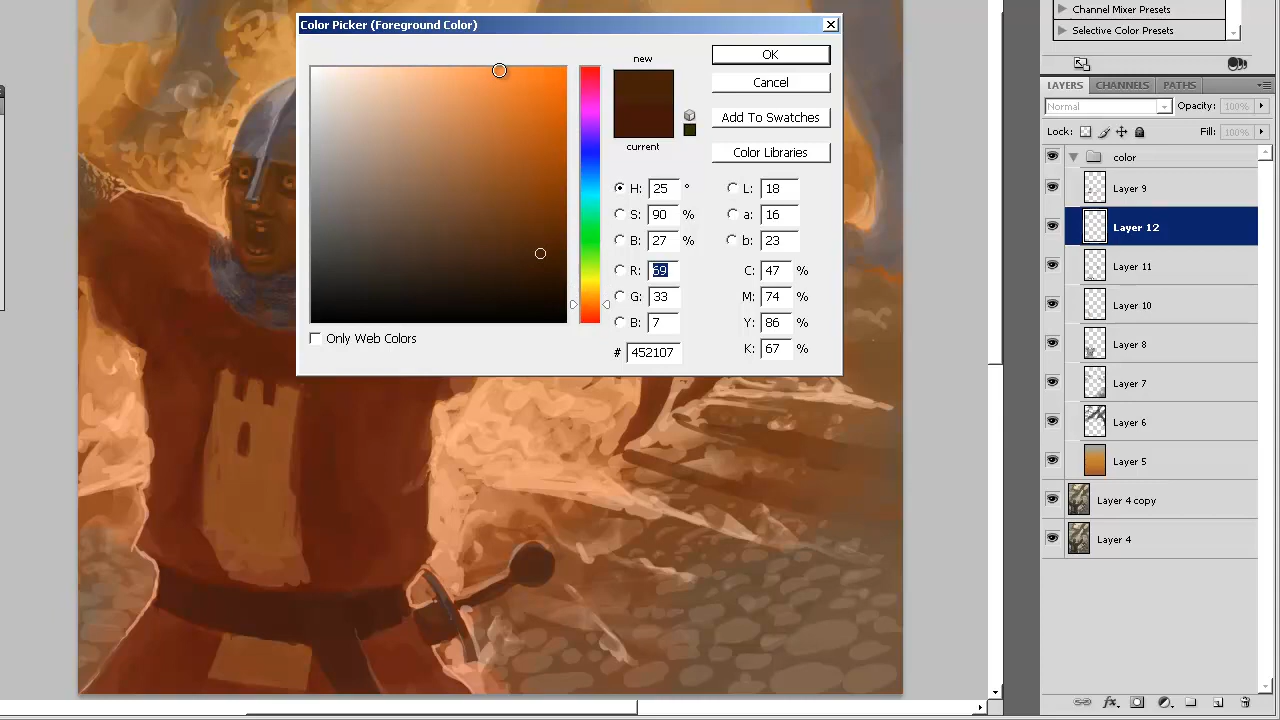 Color Picker (Foreground Color)
new
current
OK
Cancel
Add To Swatches
Color Libraries
H: 25 °
S: 90 %
B: 27 %
R: 69
G: 33
B: 7
# 452107
L: 18
a: 16
b: 23
C: 47 %
M: 74 %
Y: 86 %
K: 67 %
Only Web Colors
Channel Mixer Presets
Selective Color Presets
LAYERS CHANNELS PATHS
Normal Opacity: 100%
Lock: Fill: 100%
color
Layer 9
Layer 12
Layer 11
Layer 10
Layer 8
Layer 7
Layer 6
Layer 5
Layer 4 copy
Layer 4
fx